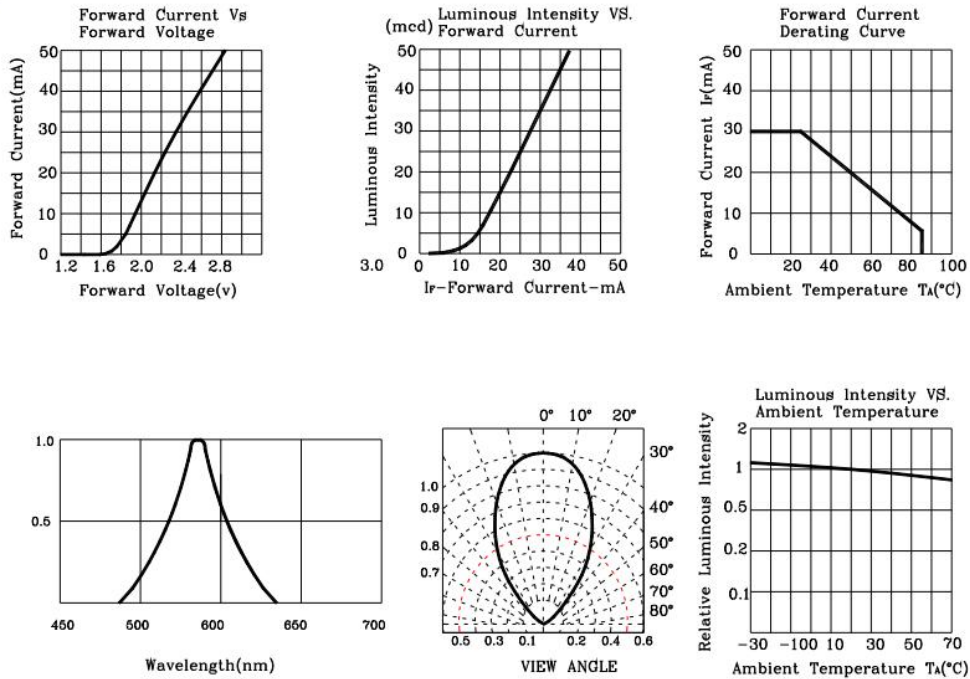 Forward Current Vs
Forward Voltage
Forward Current(mA)
50
40
30
20
10
0
1.2 1.6 2.0 2.4 2.8 3.0
Forward Voltage(v)
Luminous Intensity VS.
Forward Current
(mcd)
Luminous Intensity
50
40
30
20
10
0
0 10 20 30 40 50
IF-Forward Current-mA
Forward Current
Derating Curve
Forward Current IF(mA)
50
40
30
20
10
0
20 40 60 80 100
Ambient Temperature TA(°C)
1.0
0.5
450 500 600 650 700
Wavelength(nm)
0° 10° 20°
30°
40°
50°
60°
70°
80°
1.0
0.9
0.8
0.7
0.5 0.3 0.1 0.2 0.4 0.6
VIEW ANGLE
Luminous Intensity VS.
Ambient Temperature
Relative Luminous Intensity
2
1
0.5
0.2
0.1
-30 -100 10 30 50 70
Ambient Temperature TA(°C)